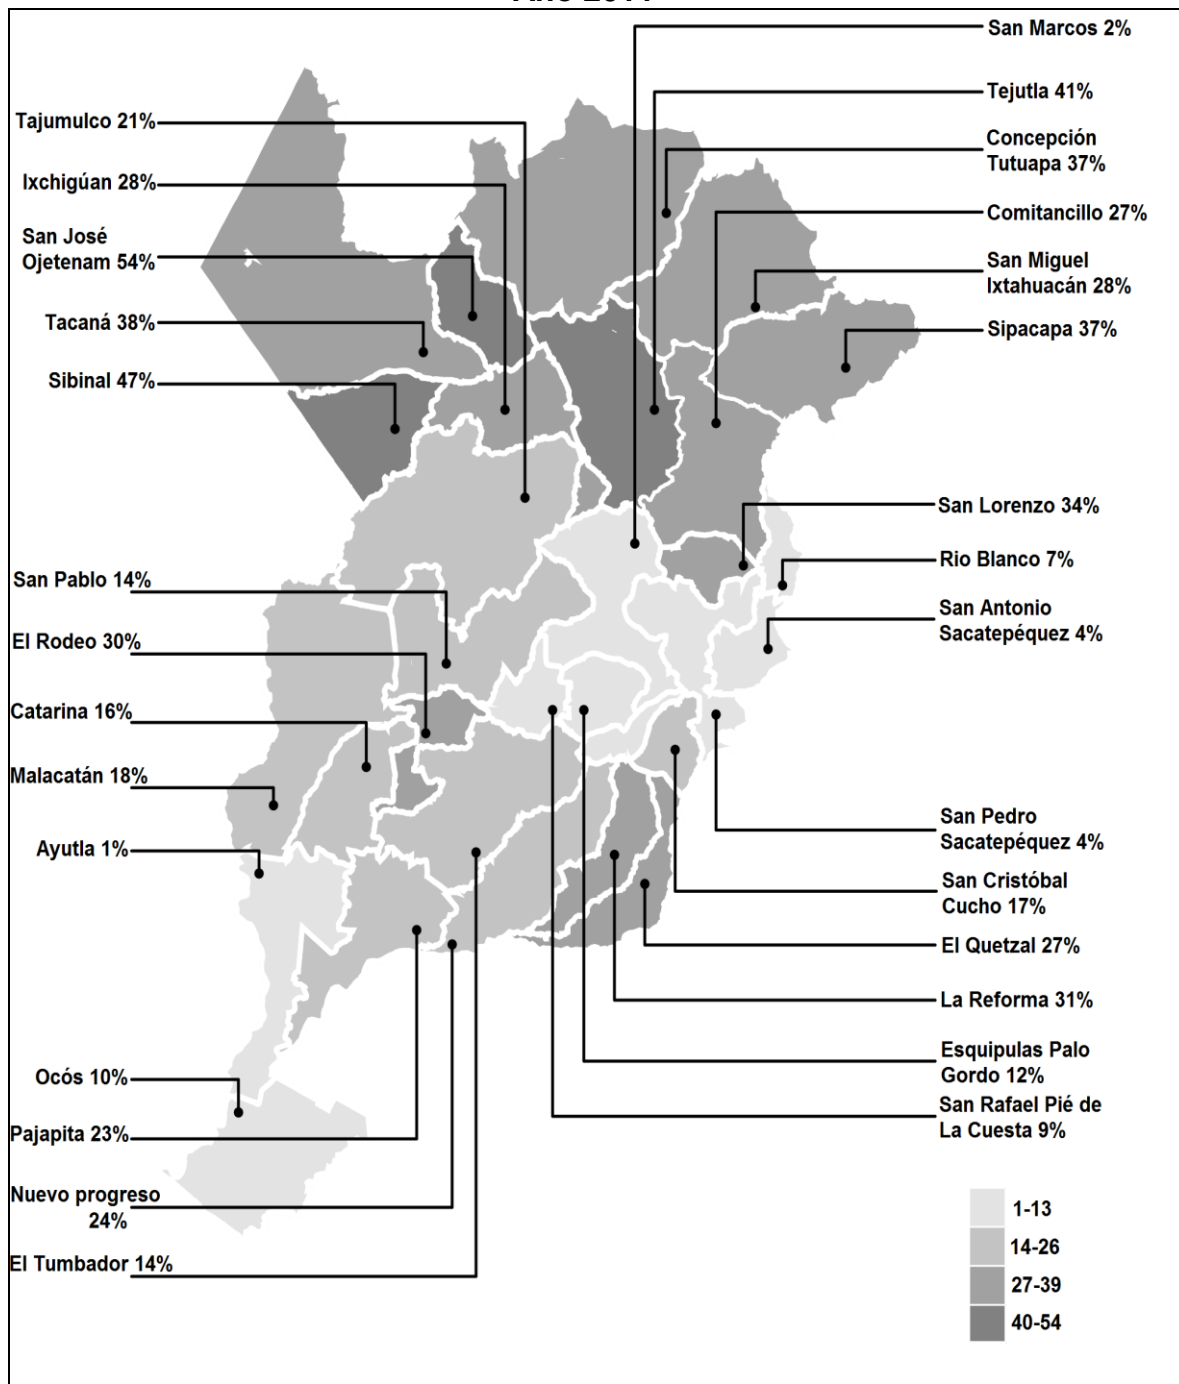 San Marcos 2%
Tejutla 41%
Concepción
Tutuapa 37%
Comitancillo 27%
San Miguel
Ixtahuacán 28%
Sipacapa 37%
Tajumulco 21%
Ixchigúan 28%
San José
Ojetenam 54%
Tacaná 38%
Sibinal 47%
San Lorenzo 34%
Rio Blanco 7%
San Antonio
Sacatepéquez 4%
San Pablo 14%
El Rodeo 30%
Catarina 16%
Malacatán 18%
Ayutla 1%
San Pedro
Sacatepéquez 4%
San Cristóbal
Cucho 17%
El Quetzal 27%
La Reforma 31%
Esquipulas Palo
Gordo 12%
San Rafael Pié de
La Cuesta 9%
Ocós 10%
Pajapita 23%
Nuevo progreso
24%
El Tumbador 14%
1-13
14-26
27-39
40-54